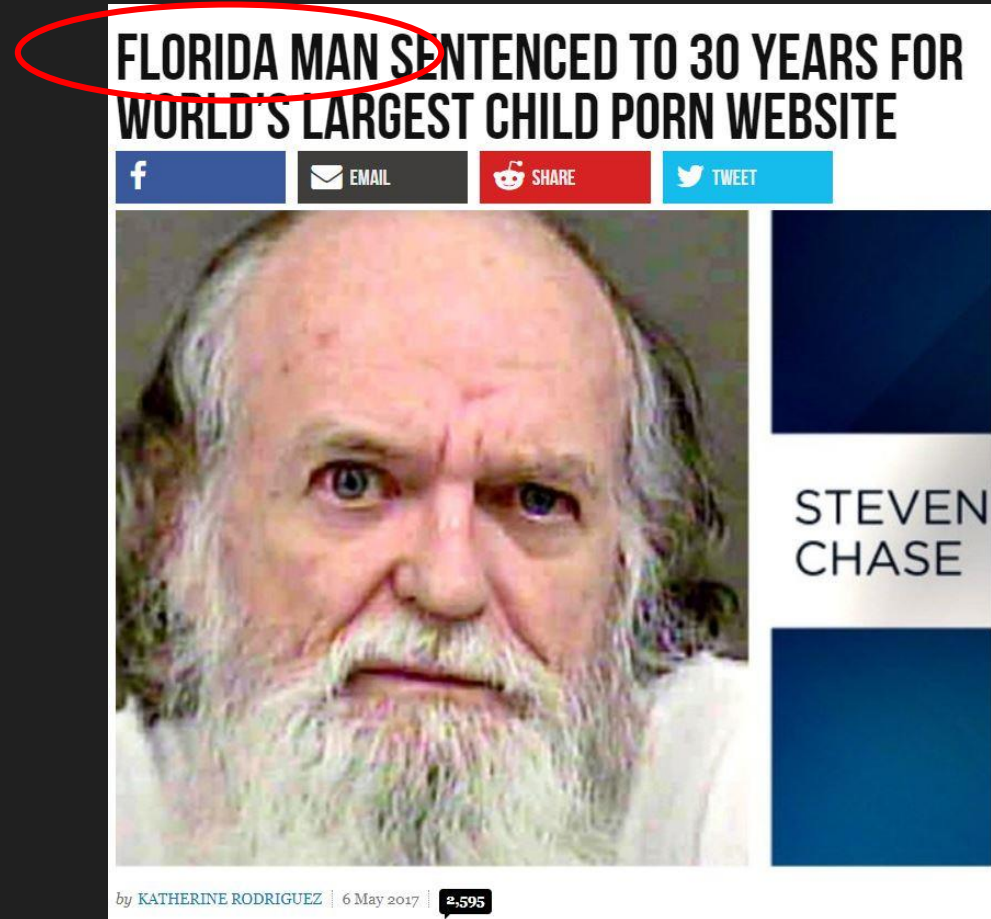 FLORIDA MAN SENTENCED TO 30 YEARS FOR
WORLD'S LARGEST CHILD PORN WEBSITE
f
EMAIL
SHARE
TWEET
STEVEN
CHASE
by KATHERINE RODRIGUEZ 6 May 2017 2,595